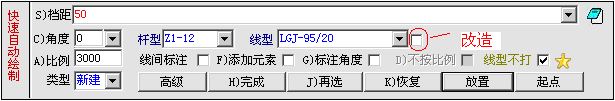 快速自动绘制
S)档距 50
C)角度 0 杆型 Z1-12 线型 LGJ-95/20 改造
A)比例 3000 线间标注 F)添加元素 G)标注角度 D)不按比例 线型不打
类型 新建 高级 H)完成 J)再选 K)恢复 放置 起点